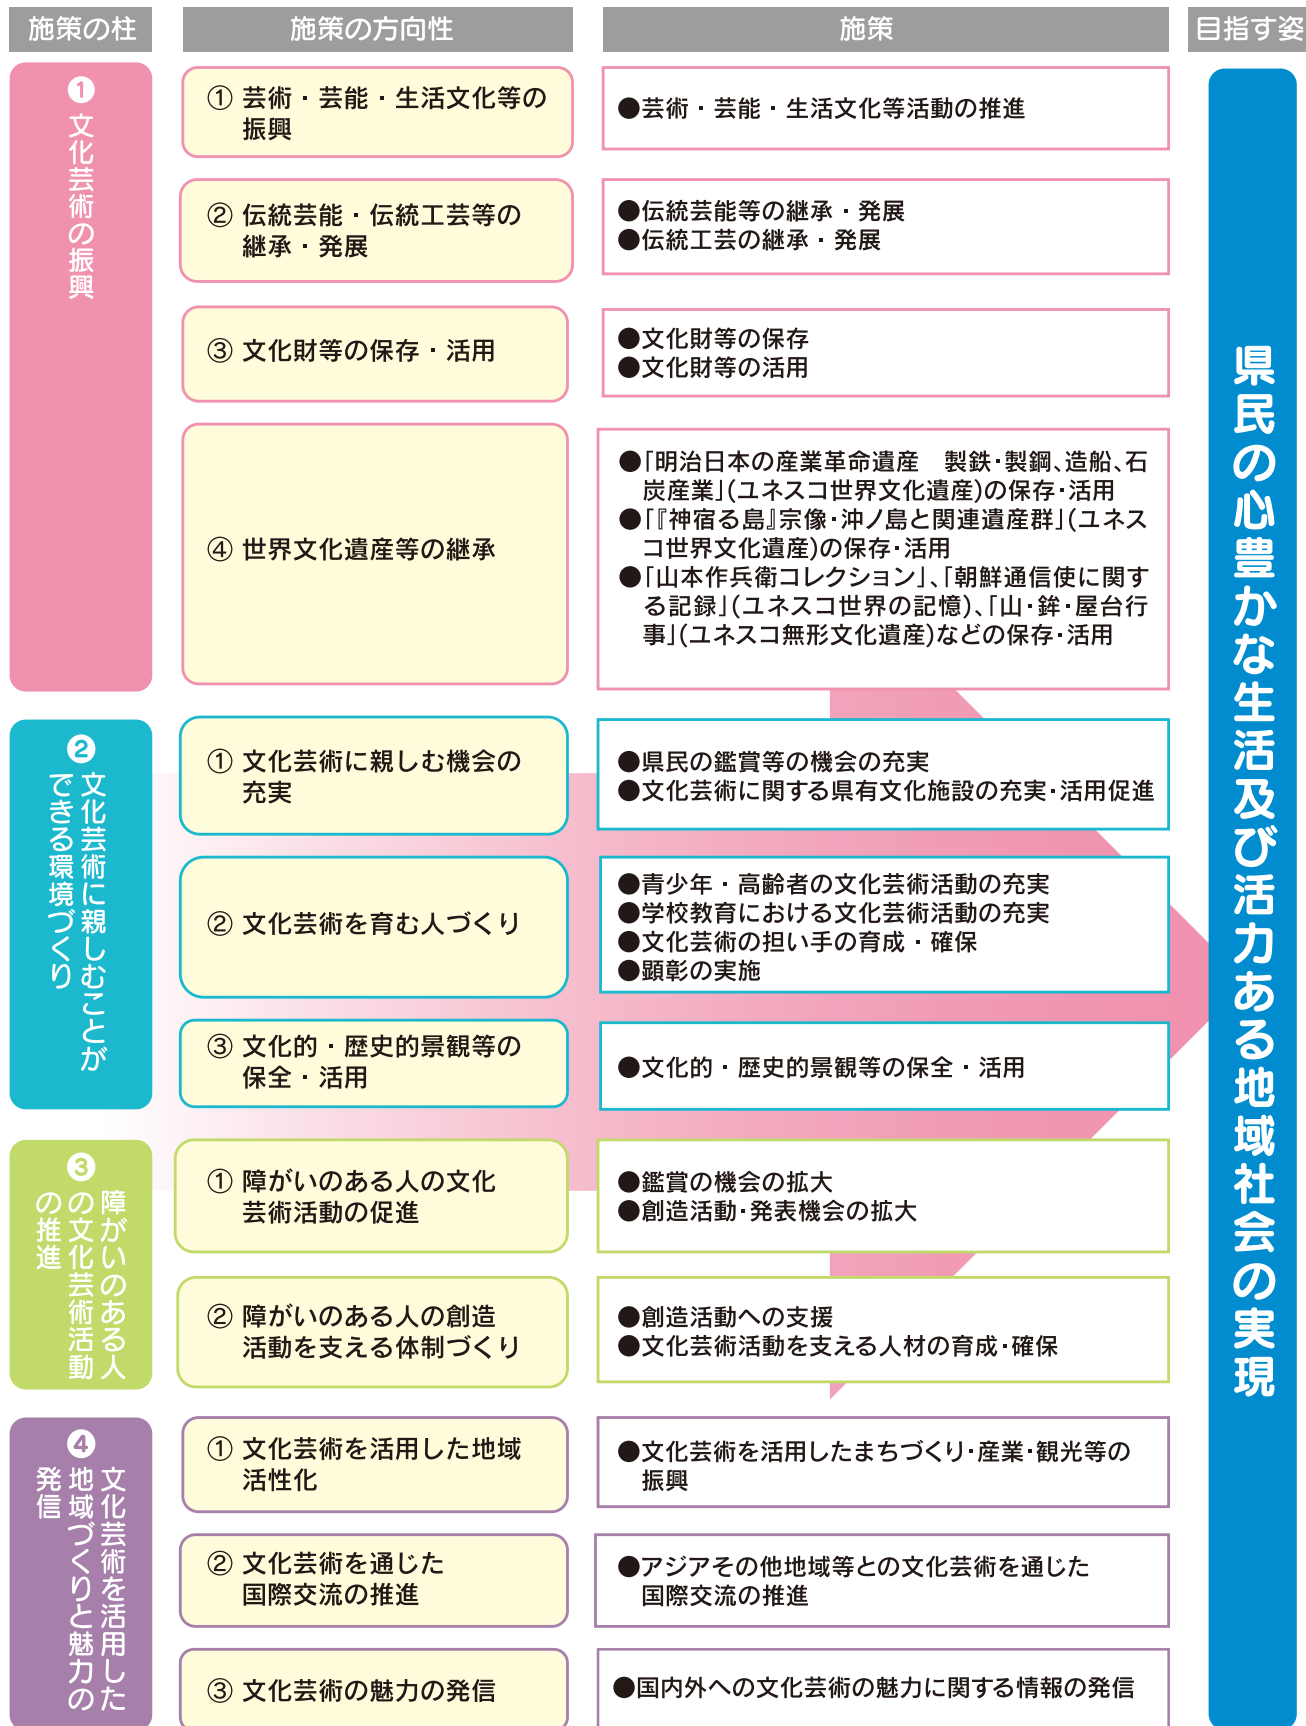 施策の柱
施策の方向性
施策
目指す姿
❶文化芸術の振興
① 芸術・芸能・生活文化等の
振興
●芸術・芸能・生活文化等活動の推進
② 伝統芸能・伝統工芸等の
継承・発展
●伝統芸能等の継承・発展
●伝統工芸の継承・発展
③ 文化財等の保存・活用
●文化財等の保存
●文化財等の活用
④ 世界文化遺産等の継承
●「明治日本の産業革命遺産　製鉄・製鋼、造船、石
炭産業」(ユネスコ世界文化遺産)の保存・活用
●「『神宿る島』宗像・沖ノ島と関連遺産群」(ユネス
コ世界文化遺産)の保存・活用
●「山本作兵衛コレクション」、「朝鮮通信使に関す
る記録」(ユネスコ世界の記憶)、「山・鉾・屋台行
事」(ユネスコ無形文化遺産)などの保存・活用
❷文化芸術に親しむことが
できる環境づくり
① 文化芸術に親しむ機会の
充実
●県民の鑑賞等の機会の充実
●文化芸術に関する県有文化施設の充実・活用促進
② 文化芸術を育む人づくり
●青少年・高齢者の文化芸術活動の充実
●学校教育における文化芸術活動の充実
●文化芸術の担い手の育成・確保
●顕彰の実施
③ 文化的・歴史的景観等の
保全・活用
●文化的・歴史的景観等の保全・活用
❸障がいのある人
の文化芸術活動
の推進
① 障がいのある人の文化
芸術活動の促進
●鑑賞の機会の拡大
●創造活動・発表機会の拡大
② 障がいのある人の創造
活動を支える体制づくり
●創造活動への支援
●文化芸術活動を支える人材の育成・確保
❹文化芸術を活用した
地域づくりと魅力の
発信
① 文化芸術を活用した地域
活性化
●文化芸術を活用したまちづくり・産業・観光等の
振興
② 文化芸術を通じた
国際交流の推進
●アジアその他地域等との文化芸術を通じた
国際交流の推進
③ 文化芸術の魅力の発信
●国内外への文化芸術の魅力に関する情報の発信
県民の心豊かな生活及び活力ある地域社会の実現